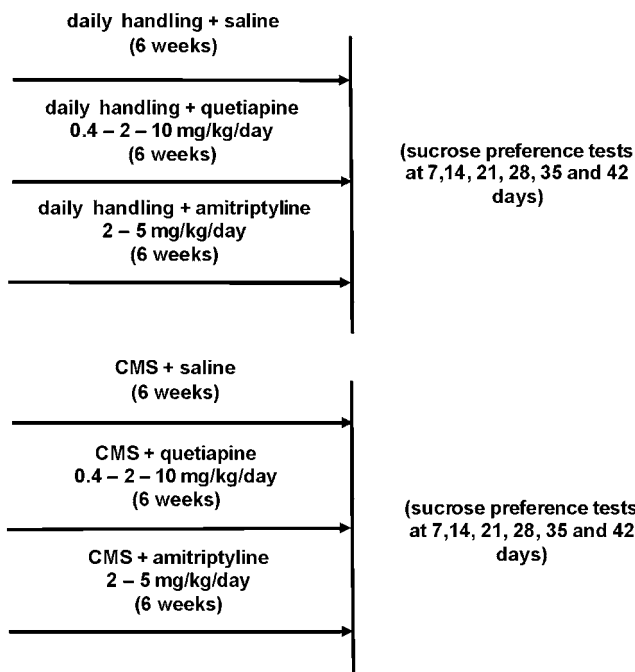 daily handling + saline
(6 weeks)
daily handling + quetiapine
0.4 – 2 – 10 mg/kg/day
(6 weeks)
daily handling + amitriptyline
2 – 5 mg/kg/day
(6 weeks)
(sucrose preference tests
at 7,14, 21, 28, 35 and 42
days)
CMS + saline
(6 weeks)
CMS + quetiapine
0.4 – 2 – 10 mg/kg/day
(6 weeks)
CMS + amitriptyline
2 – 5 mg/kg/day
(6 weeks)
(sucrose preference tests
at 7,14, 21, 28, 35 and 42
days)